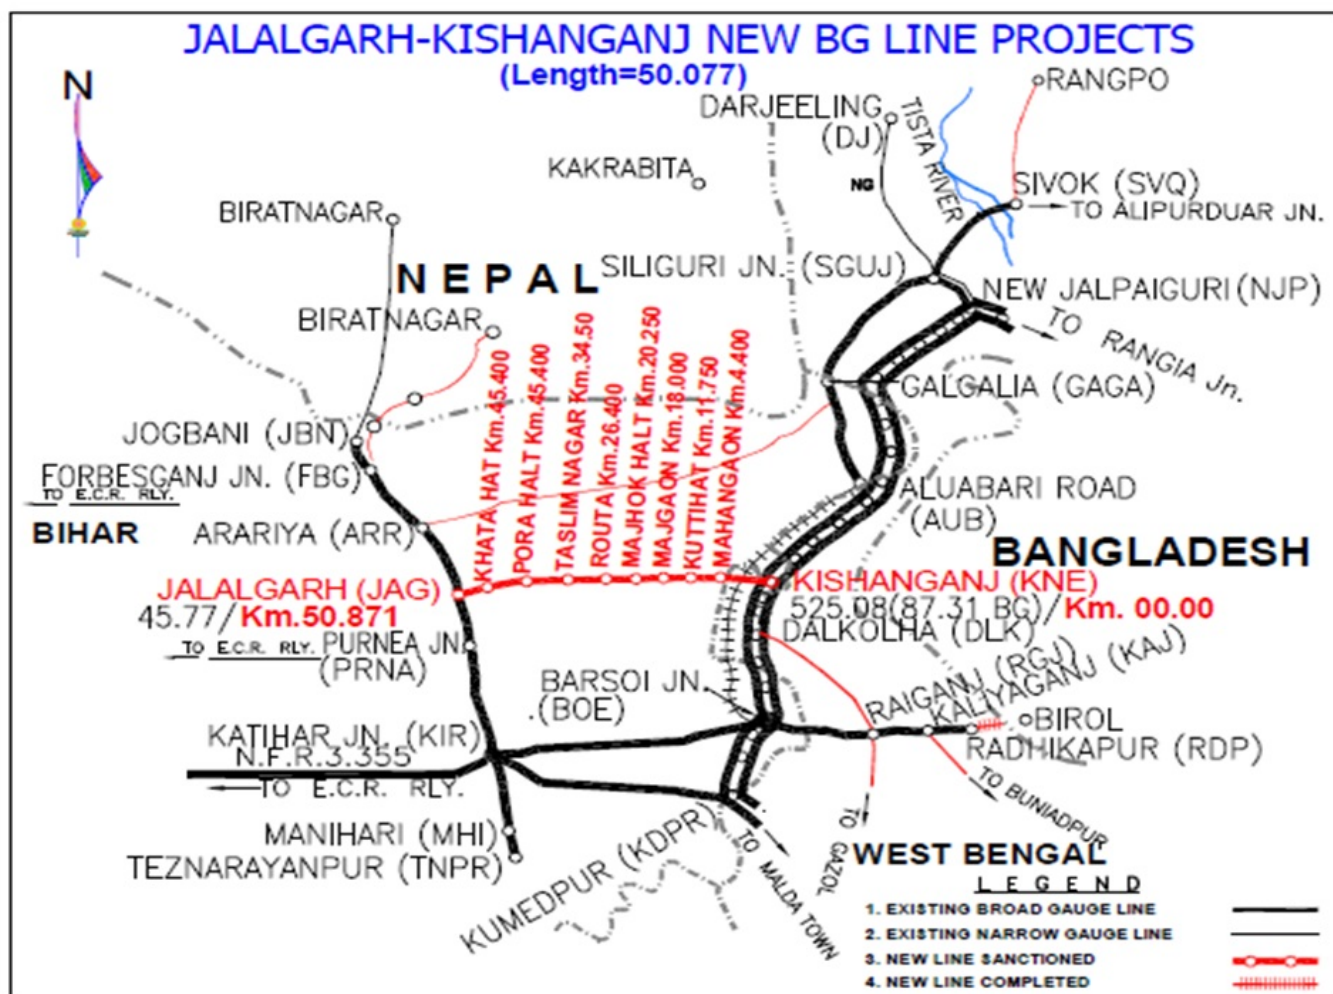 JALALGARH-KISHANGANJ NEW BG LINE PROJECTS
(Length=50.077)
N
RANGPO
DARJEELING
(DJ)
TISTA RIVER
KAKRABITA
NG
SIVOK (SVQ)
TO ALIPURDUAR JN.
BIRATNAGAR
NEPAL
SILIGURI JN. (SGUJ)
NEW JALPAIGURI (NJP)
TO RANGIA Jn.
BIRATNAGAR
KHATA HAT Km.45.400
PORA HALT Km.45.400
TASLIM NAGAR Km.34.50
ROUTA Km.26.400
MAJHOK HALT Km.20.250
MAJGAON Km.18.000
KUTTIHAT Km.11.750
MAHANGAON Km.4.400
GALGALIA (GAGA)
JOGBANI (JBN)
FORBESGANJ JN. (FBG)
TO E.C.R. RLY.
BIHAR
ARARIYA (ARR)
ALUABARI ROAD
(AUB)
BANGLADESH
JALALGARH (JAG)
45.77/Km.50.871
KISHANGANJ (KNE)
525.08(87.31 BG)/Km. 00.00
DALKOLHA (DLK)
TO E.C.R. RLY.
PURNEA JN.
(PRNA)
BARSOI JN.
.(BOE)
RAIGANJ (RGJ)
KALIYAGANJ (KAJ)
BIROL
RADHIKAPUR (RDP)
KATIHAR JN. (KIR)
N.F.R.3.355
TO E.C.R. RLY.
TO BUNIADPUR
TO GAZOL
MANIHARI (MHI)
TEZNARAYANPUR (TNPR)
KUMEDPUR (KDPR)
TO MALDA TOWN
WEST BENGAL
LEGEND
1. EXISTING BROAD GAUGE LINE
2. EXISTING NARROW GAUGE LINE
3. NEW LINE SANCTIONED
4. NEW LINE COMPLETED